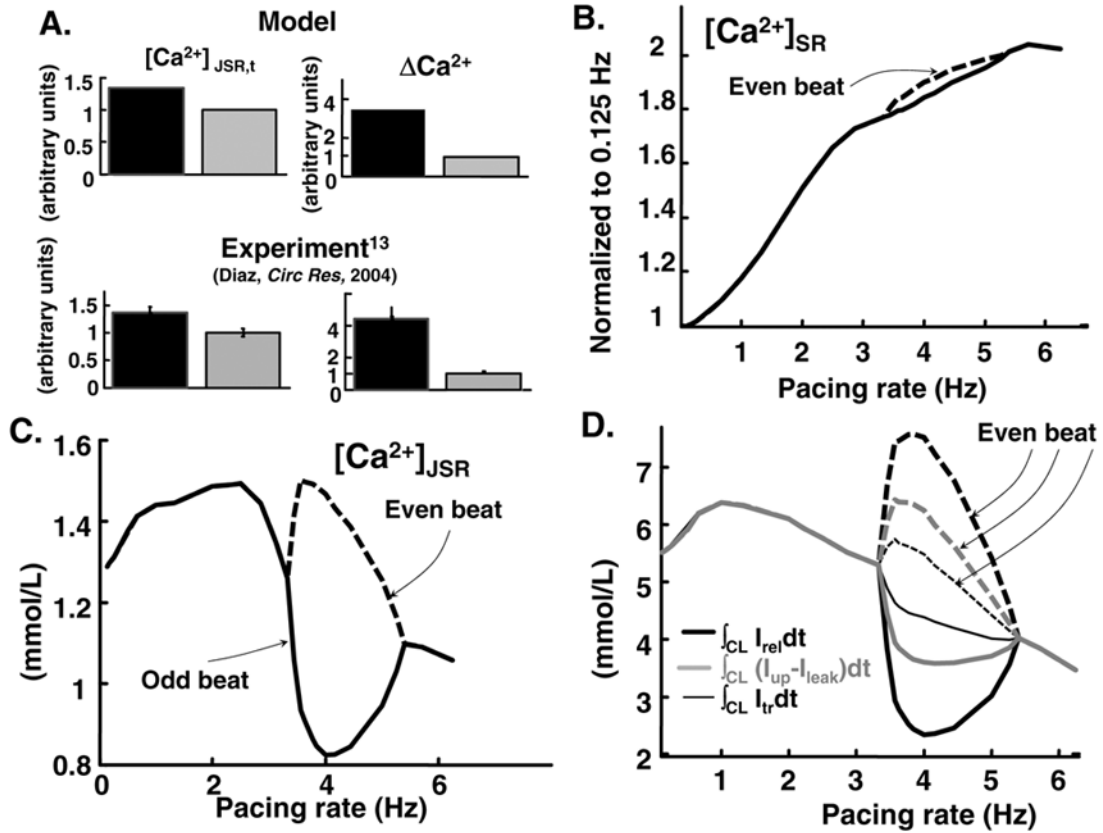 A.
Model
[Ca²⁺] JSR,t
ΔCa²⁺
(arbitrary units)
1.5
1
0.5
0
(arbitrary units)
4
2
1
0
Experiment¹³
(Diaz, Circ Res, 2004)
(arbitrary units)
1.5
1
0.5
0
4
2
1
0
B.
[Ca²⁺]SR
Even beat
Normalized to 0.125 Hz
2
1.8
1.6
1.4
1.2
1
1 2 3 4 5 6
Pacing rate (Hz)
C.
[Ca²⁺]JSR
Even beat
Odd beat
(mmol/L)
1.6
1.4
1.2
1
0.8
0 2 4 6
Pacing rate (Hz)
D.
Even beat
(mmol/L)
7
6
5
4
3
2
∫CL Ireldt
∫CL (Iup-Ileak)dt
∫CL Itrdt
1 2 3 4 5 6
Pacing rate (Hz)